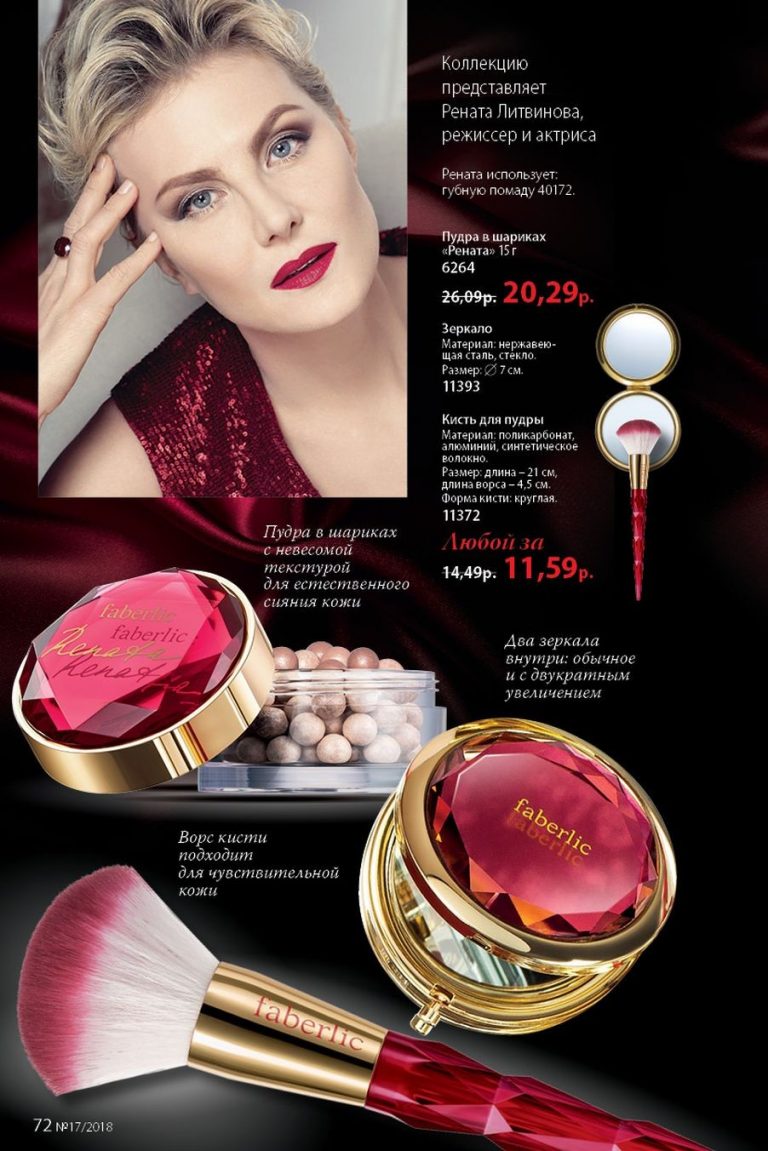 Коллекцию
представляет
Рената Литвинова,
режиссер и актриса
Рената использует:
губную помаду 40172.
Пудра в шариках
«Рената» 15 г
6264
26,09р. 20,29р.
Зеркало
Материал: нержавею-
щая сталь, стекло.
Размер: Ø 7 см.
11393
Кисть для пудры
Материал: поликарбонат,
алюминий, синтетическое
волокно.
Размер: длина – 21 см,
длина ворса – 4,5 см.
Форма кисти: круглая.
11372
Любой за
14,49р. 11,59р.
Пудра в шариках
с невесомой
текстурой
для естественного
сияния кожи
faberlic
faberlic
Рената
Рената
Два зеркала
внутри: обычное
и с двукратным
увеличением
faberlic
faberlic
Ворс кисти
подходит
для чувствительной
кожи
faberlic
72 №17/2018